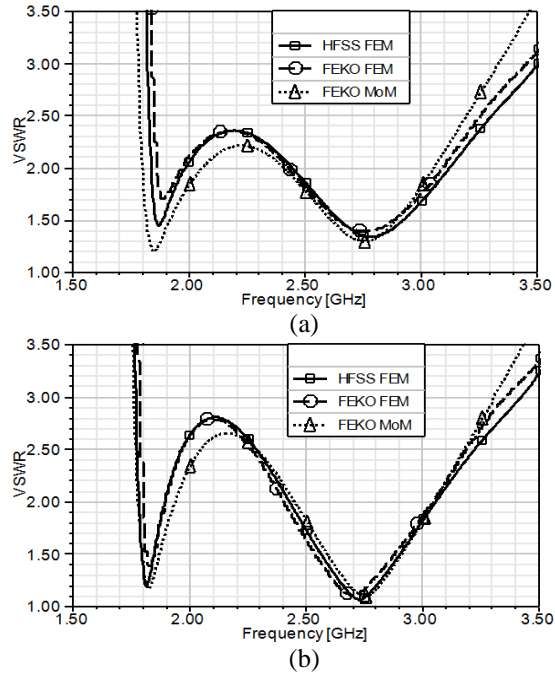 3.50
3.00
2.50
2.00
1.50
1.00
VSWR
HFSS FEM
FEKO FEM
FEKO MoM
1.50 2.00 2.50 3.00 3.50
Frequency [GHz]
(a)
3.50
3.00
2.50
2.00
1.50
1.00
VSWR
HFSS FEM
FEKO FEM
FEKO MoM
1.50 2.00 2.50 3.00 3.50
Frequency [GHz]
(b)